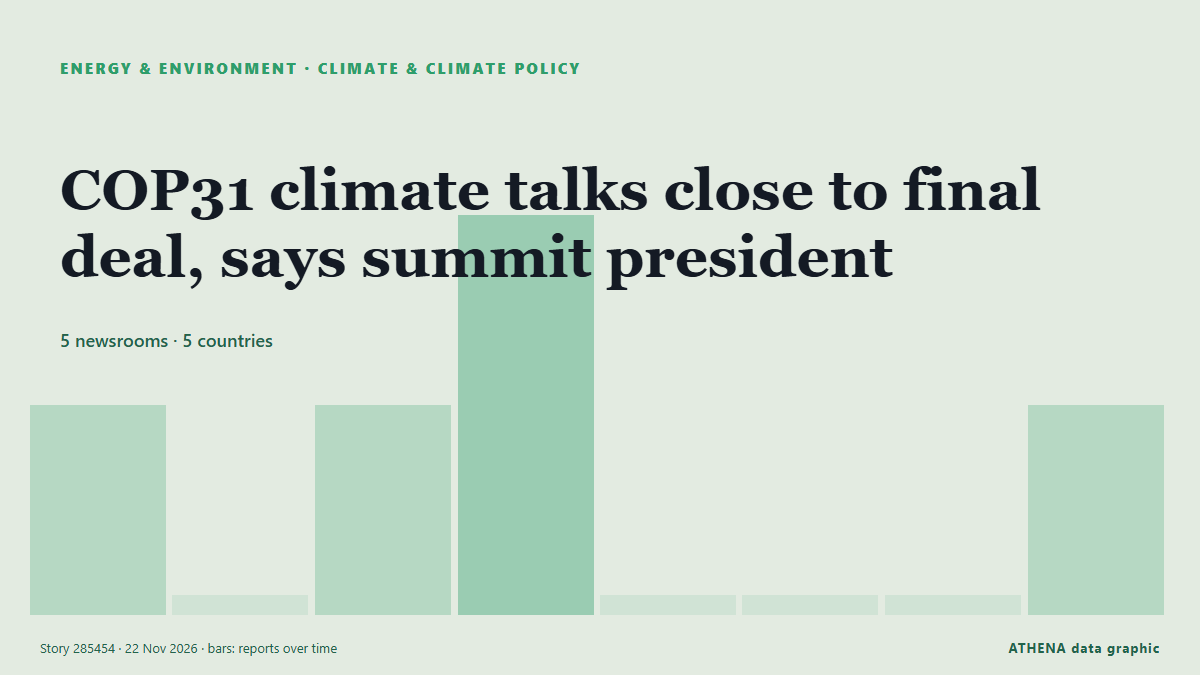 ENERGY & ENVIRONMENT · CLIMATE & CLIMATE POLICY
COP31 climate talks close to final
deal, says summit president
5 newsrooms · 5 countries
Story 285454 · 22 Nov 2026 · bars: reports over time
ATHENA data graphic